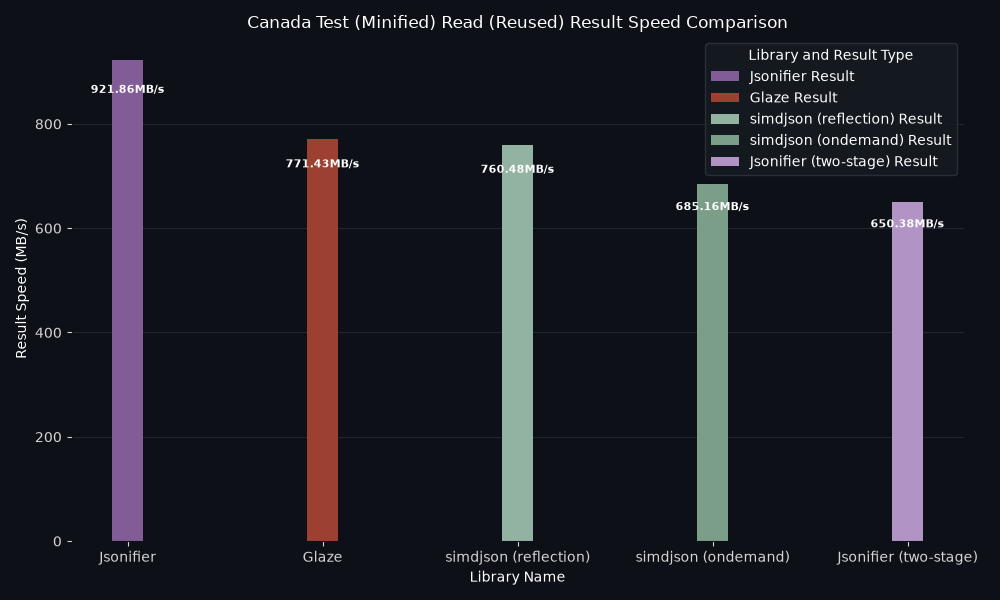 Canada Test (Minified) Read (Reused) Result Speed Comparison
Library and Result Type
Jsonifier Result
Glaze Result
simdjson (reflection) Result
simdjson (ondemand) Result
Jsonifier (two-stage) Result
921.86MB/s
771.43MB/s
760.48MB/s
685.16MB/s
650.38MB/s
Result Speed (MB/s)
800
600
400
200
0
Jsonifier
Glaze
simdjson (reflection)
simdjson (ondemand)
Jsonifier (two-stage)
Library Name